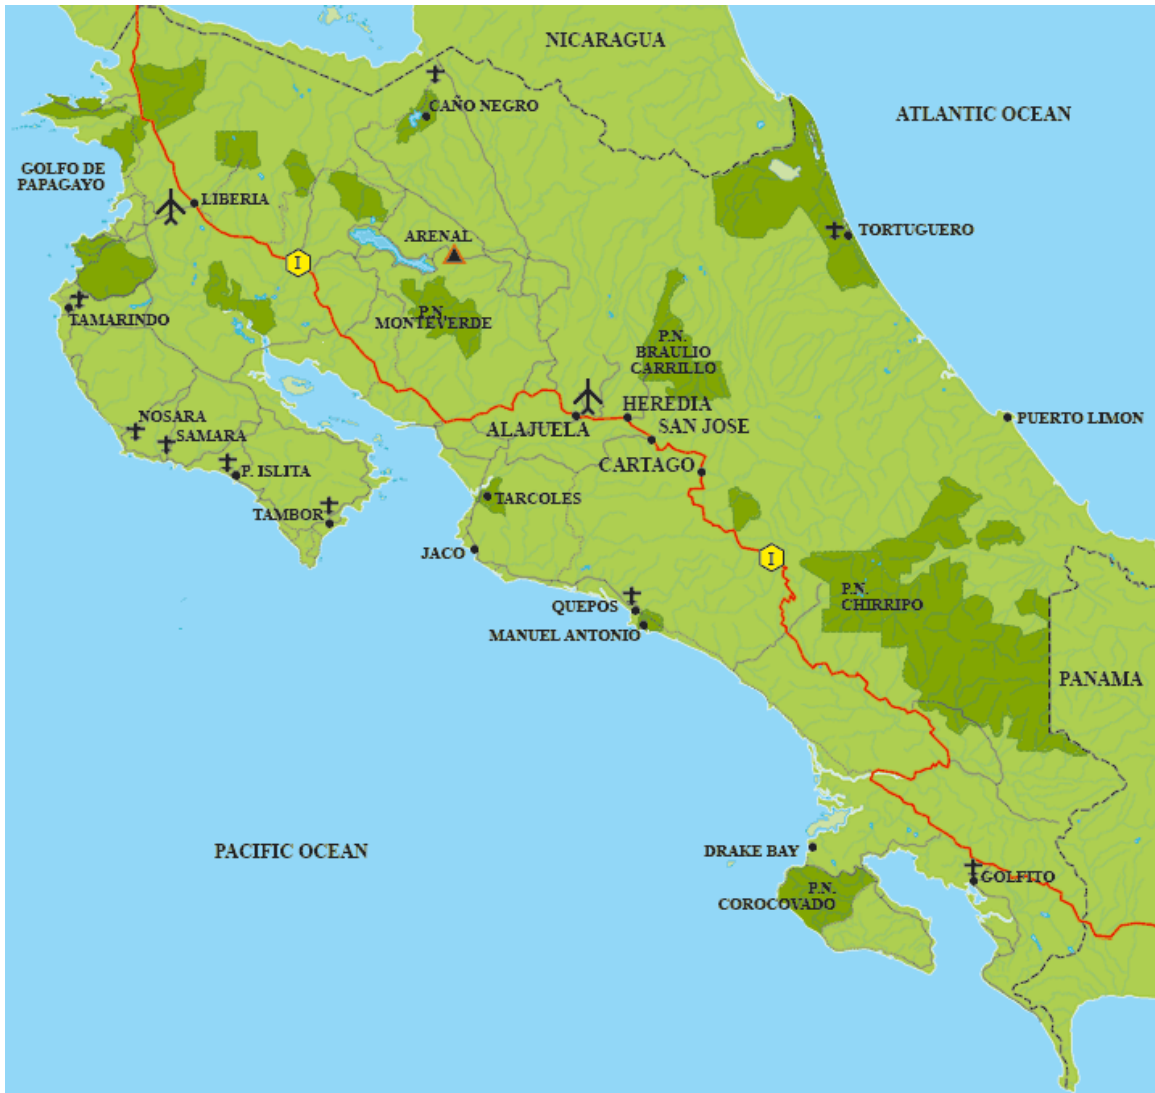 NICARAGUA
CAÑO NEGRO
ATLANTIC OCEAN
GOLFO DE
PAPAGAYO
LIBERIA
ARENAL
TORTUGUERO
I
TAMARINDO
P.N.
MONTEVERDE
P.N.
BRAULIO
CARRILLO
HEREDIA
NOSARA
ALAJUELA
SAN JOSE
PUERTO LIMON
SAMARA
P. ISLITA
CARTAGO
TARCOLES
TAMBOR
JACO
I
P.N.
CHIRRIPO
QUEPOS
MANUEL ANTONIO
PANAMA
PACIFIC OCEAN
DRAKE BAY
GOLFITO
P.N.
COROCOVADO